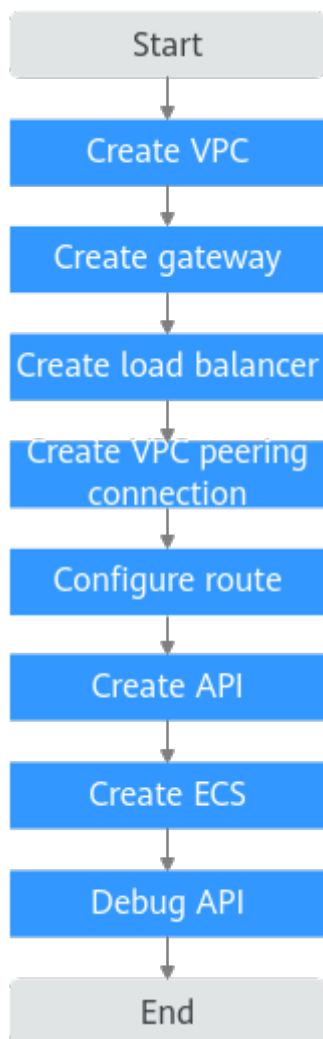 Start
Create VPC
Create gateway
Create load balancer
Create VPC peering
connection
Configure route
Create API
Create ECS
Debug API
End